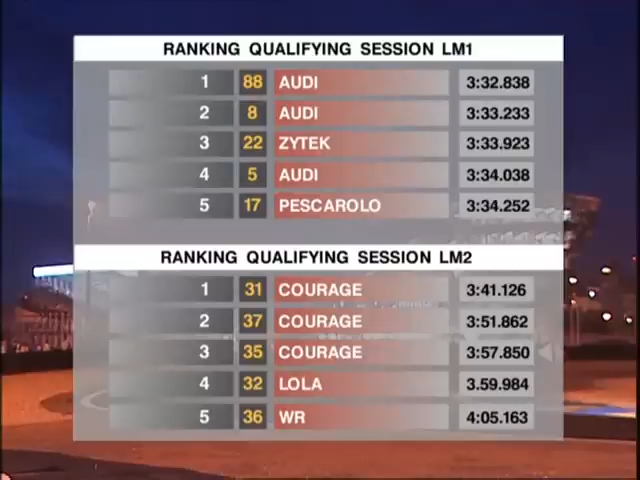 RANKING QUALIFYING SESSION LM1
1 88 AUDI 3:32.838
2 8 AUDI 3:33.233
3 22 ZYTEK 3:33.923
4 5 AUDI 3:34.038
5 17 PESCAROLO 3:34.252
RANKING QUALIFYING SESSION LM2
1 31 COURAGE 3:41.126
2 37 COURAGE 3:51.862
3 35 COURAGE 3:57.850
4 32 LOLA 3.59.984
5 36 WR 4:05.163